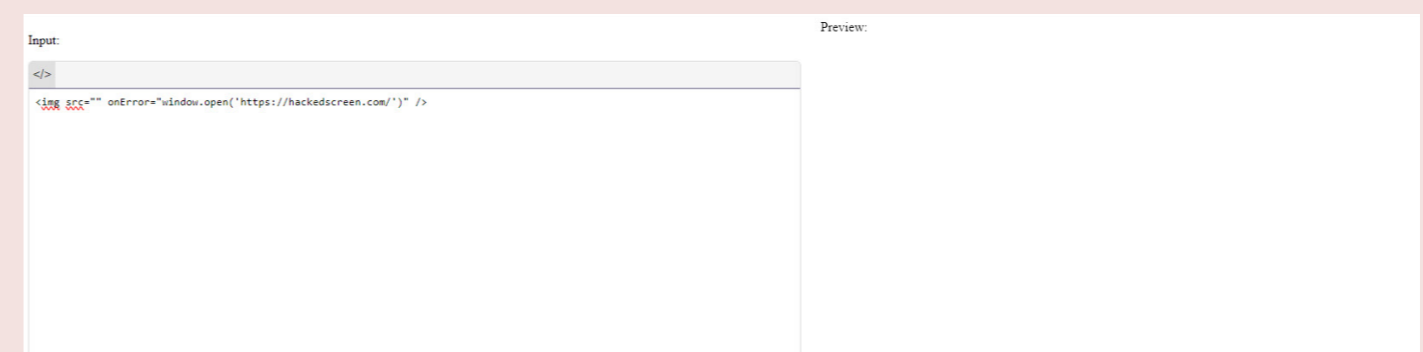 Preview:
Input:
</>
<img src="" onError="window.open('https://hackedscreen.com/')" />